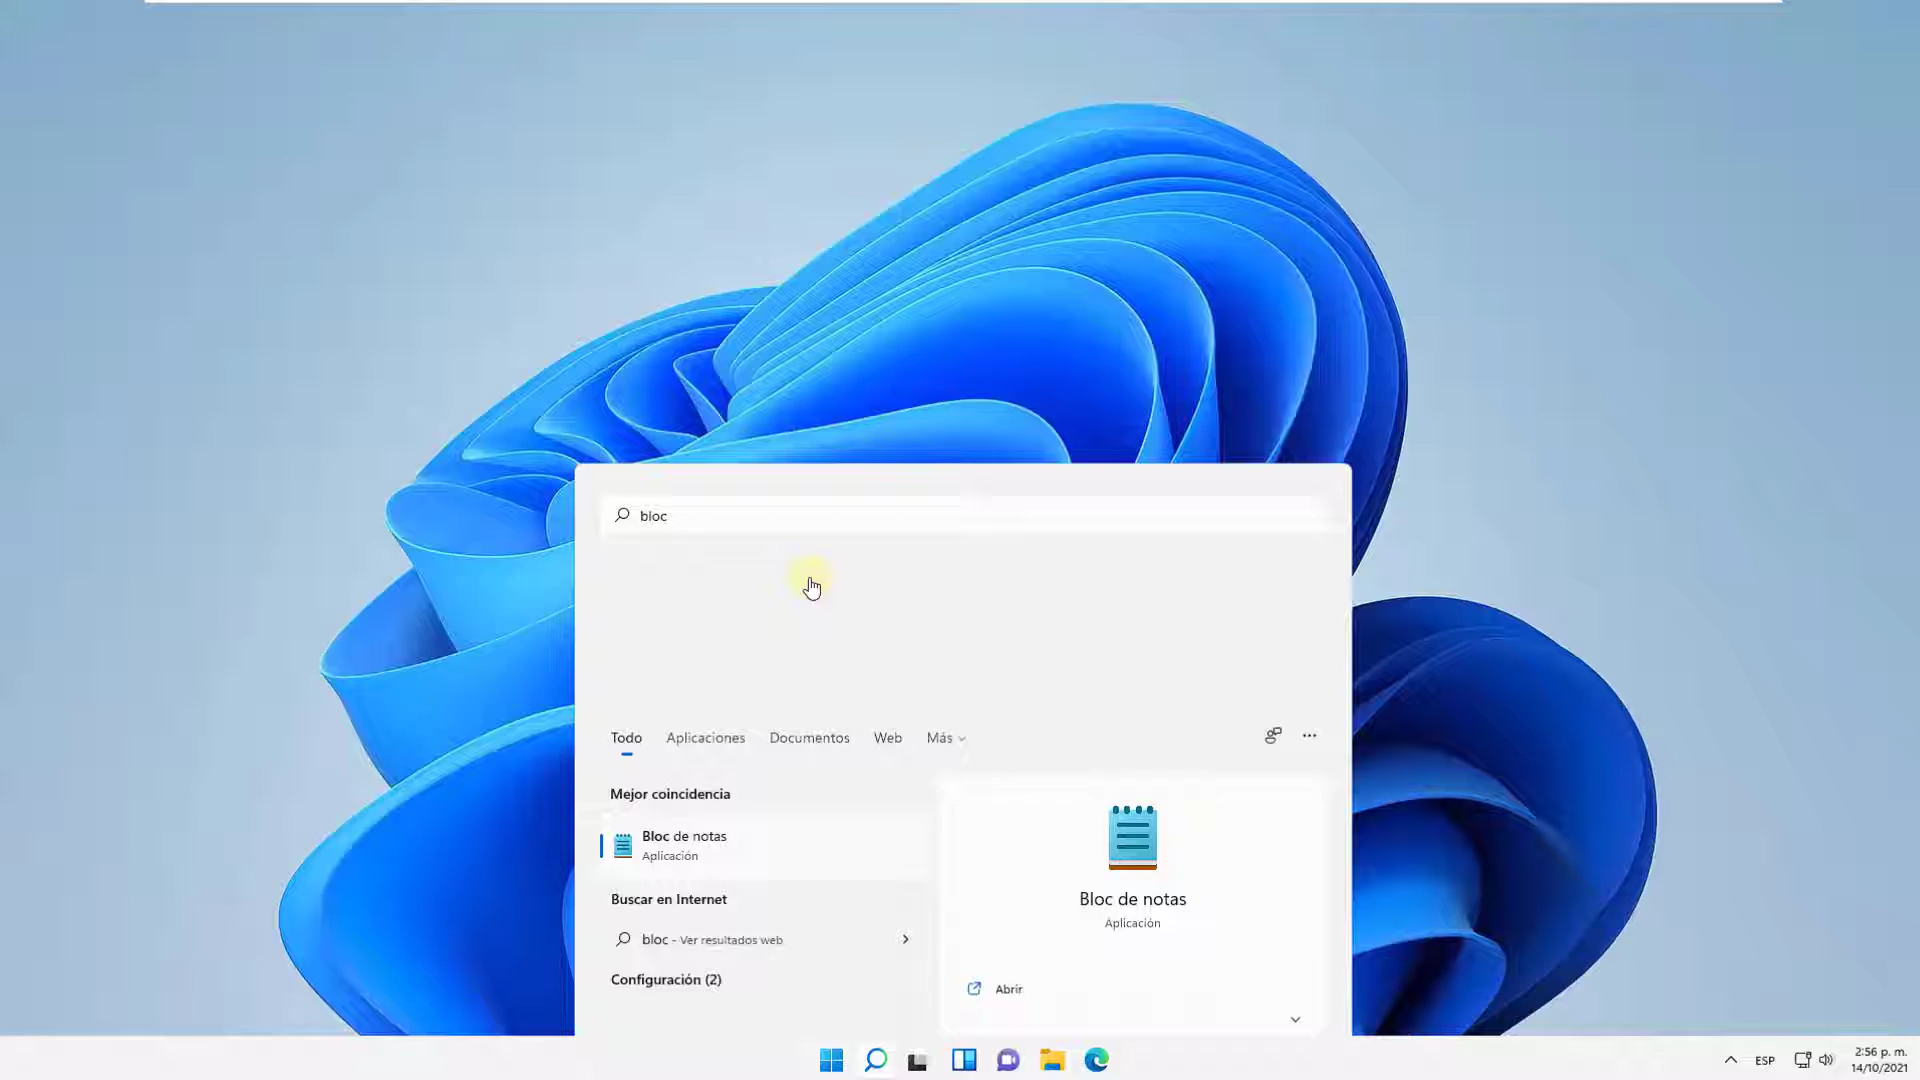 bloc
Todo Aplicaciones Documentos Web Más
Mejor coincidencia
Bloc de notas
Aplicación
Buscar en Internet
bloc - Ver resultados web
Configuración (2)
Bloc de notas
Aplicación
Abrir
ESP
2:56 p. m.
14/10/2021